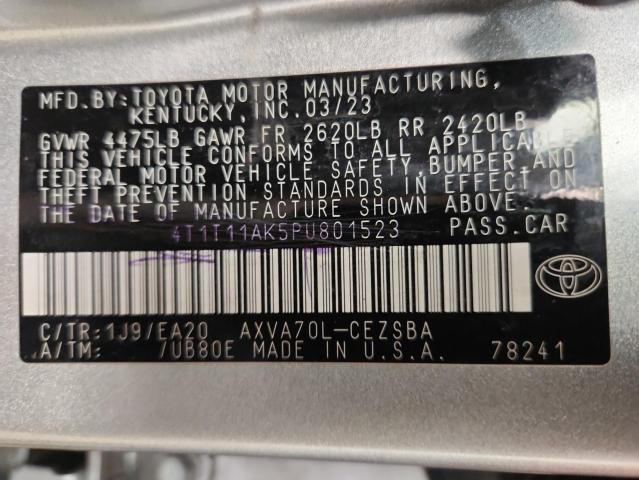 MFD. BY: TOYOTA MOTOR MANUFACTURING,
KENTUCKY, INC. 03/23
GVWR 4475LB GAWR FR 2620LB RR 2420LB
THIS VEHICLE CONFORMS TO ALL APPLICABLE
FEDERAL MOTOR VEHICLE SAFETY, BUMPER AND
THEFT PREVENTION STANDARDS IN EFFECT ON
THE DATE OF MANUFACTURE SHOWN ABOVE.
4T1T11AK5PU801523 PASS. CAR
C/TR: 1J9/EA20 AXVA70L-CEZSBA
A/TM: /UB80E MADE IN U.S.A. 78241